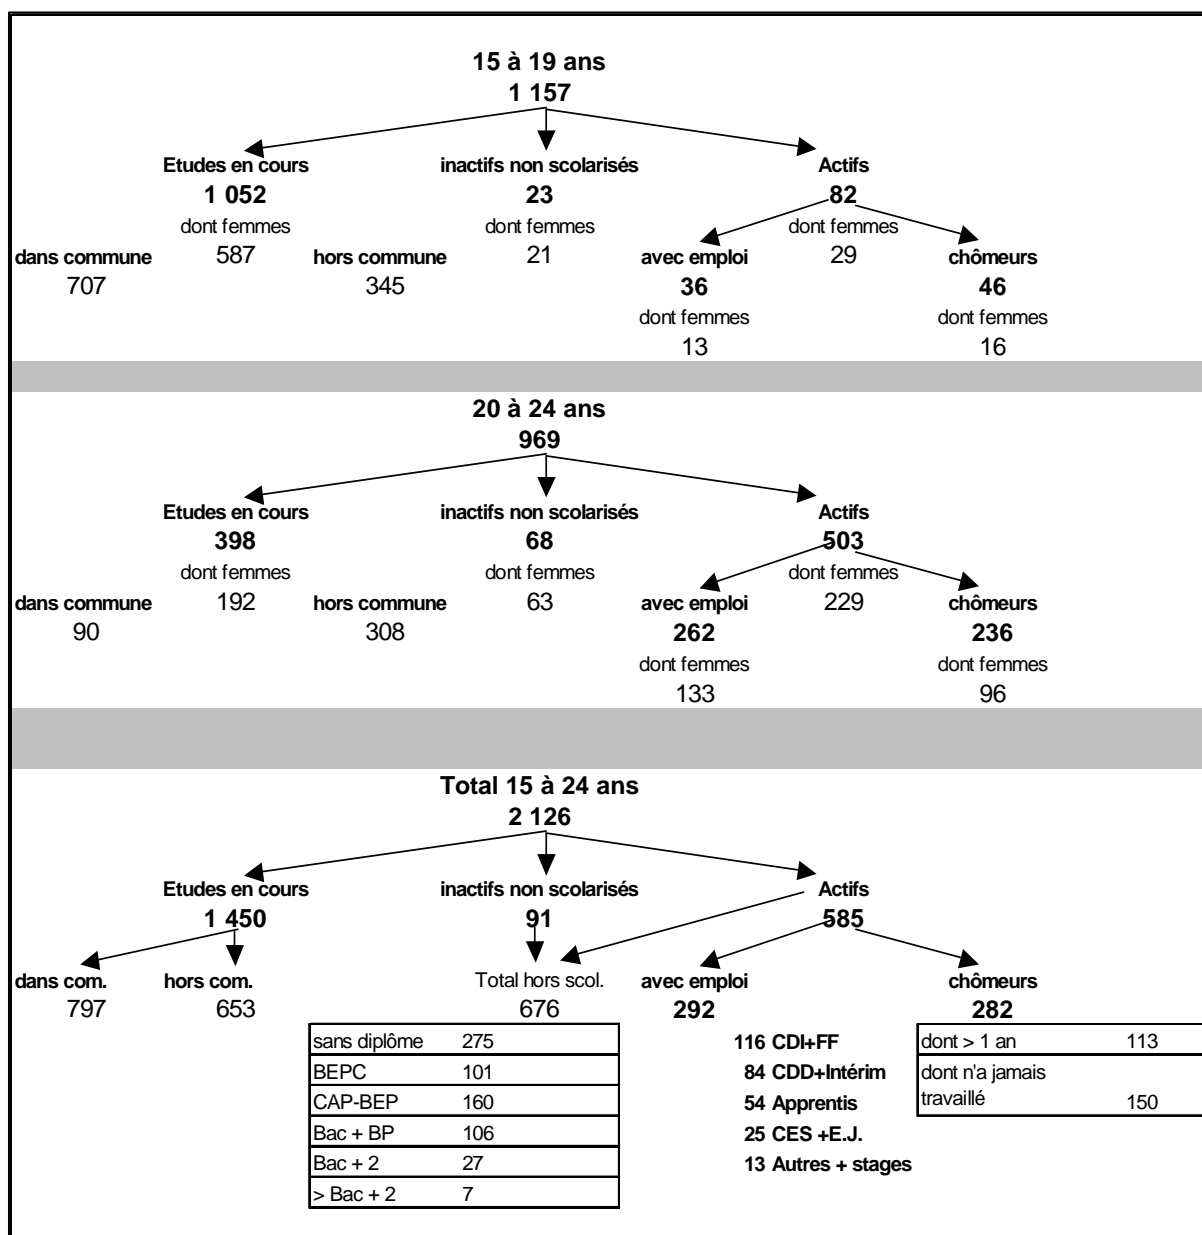 15 à 19 ans
1 157
Etudes en cours inactifs non scolarisés Actifs
1 052 23 82
dont femmes dont femmes dont femmes
dans commune 587 hors commune 21 avec emploi 29 chômeurs
707 345 36 46
dont femmes dont femmes
13 16
20 à 24 ans
969
Etudes en cours inactifs non scolarisés Actifs
398 68 503
dont femmes dont femmes dont femmes
dans commune 192 hors commune 63 avec emploi 229 chômeurs
90 308 262 236
dont femmes dont femmes
133 96
Total 15 à 24 ans
2 126
Etudes en cours inactifs non scolarisés Actifs
1 450 91 585
dans com. hors com. Total hors scol. avec emploi chômeurs
797 653 676 292 282
sans diplôme 275 116 CDI+FF dont > 1 an 113
BEPC 101 84 CDD+Intérim dont n'a jamais
CAP-BEP 160 54 Apprentis travaillé 150
Bac + BP 106 25 CES +E.J.
Bac + 2 27 13 Autres + stages
> Bac + 2 7